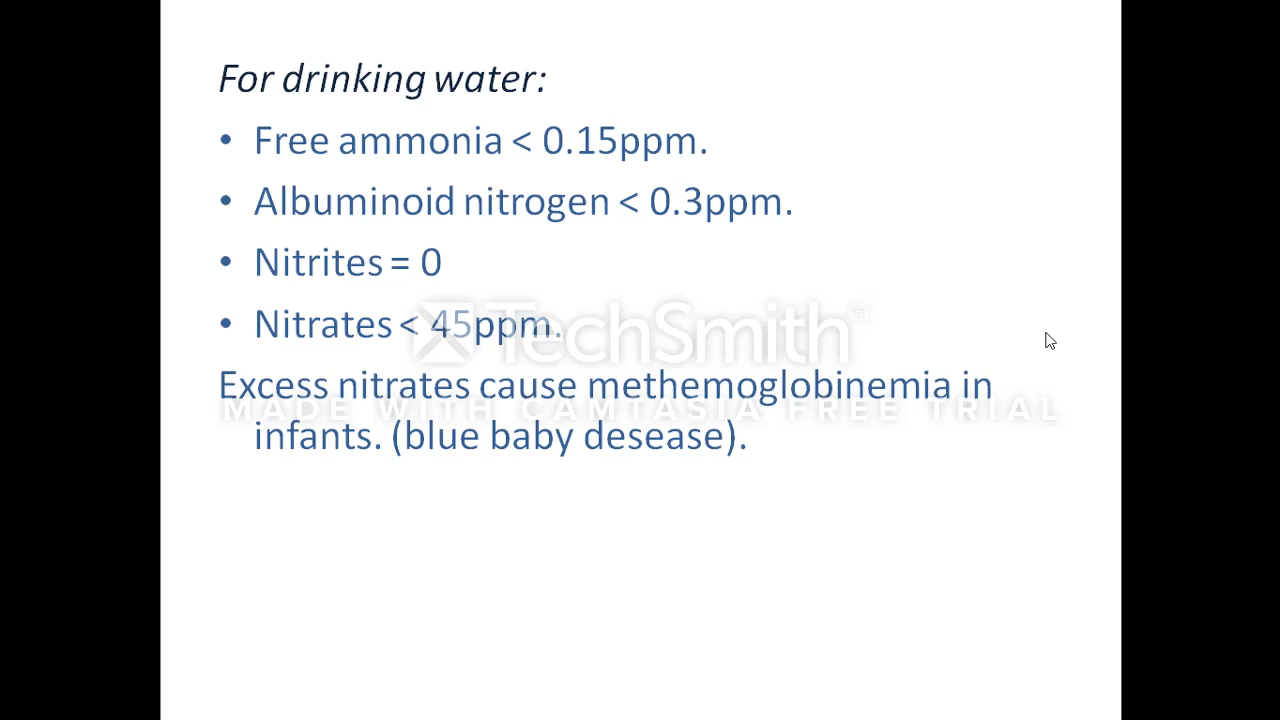 For drinking water:
• Free ammonia < 0.15ppm.
• Albuminoid nitrogen < 0.3ppm.
• Nitrites = 0
• Nitrates < 45ppm.
TechSmith®
Excess nitrates cause methemoglobinemia in
MADE WITH CAMTASIA FREE TRIAL
infants. (blue baby desease).